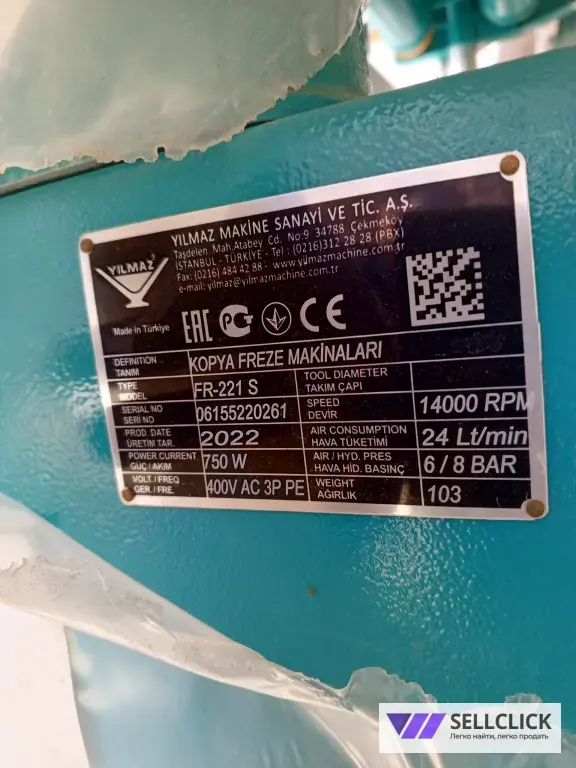 YILMAZ MAKİNE SANAYİ VE TİC. A.Ş.
Taşdelen Mah.Atabey Cd. No:9 34788 Çekmeköy
İSTANBUL - TÜRKİYE - Tel : (0216)312 28 28 (PBX)
Fax: (0216) 484 42 88 - www.yilmazmachine.com.tr
e-mail: yilmaz@yilmazmachine.com.tr
YILMAZ
Made in Türkiye
EAC PCT CE
DEFINITION
TANIM
KOPYA FREZE MAKİNALARI
TYPE
MODEL
FR-221 S
TOOL DIAMETER
TAKIM ÇAPI
SERIAL NO
SERİ NO
06155220261
SPEED
DEVİR
14000 RPM
PROD.DATE
ÜRETİM TAR.
2022
AIR CONSUMPTION
HAVA TÜKETİMİ
24 Lt/min
POWER CURRENT
GÜÇ / AKIM
750 W
AIR / HYD. PRES
HAVA HİD. BASINÇ
6 / 8 BAR
VOLT. / FREQ
GER. / FRE.
400V AC 3P PE
WEIGHT
AĞIRLIK
103
SELLCLICK
Легко найти, легко продать